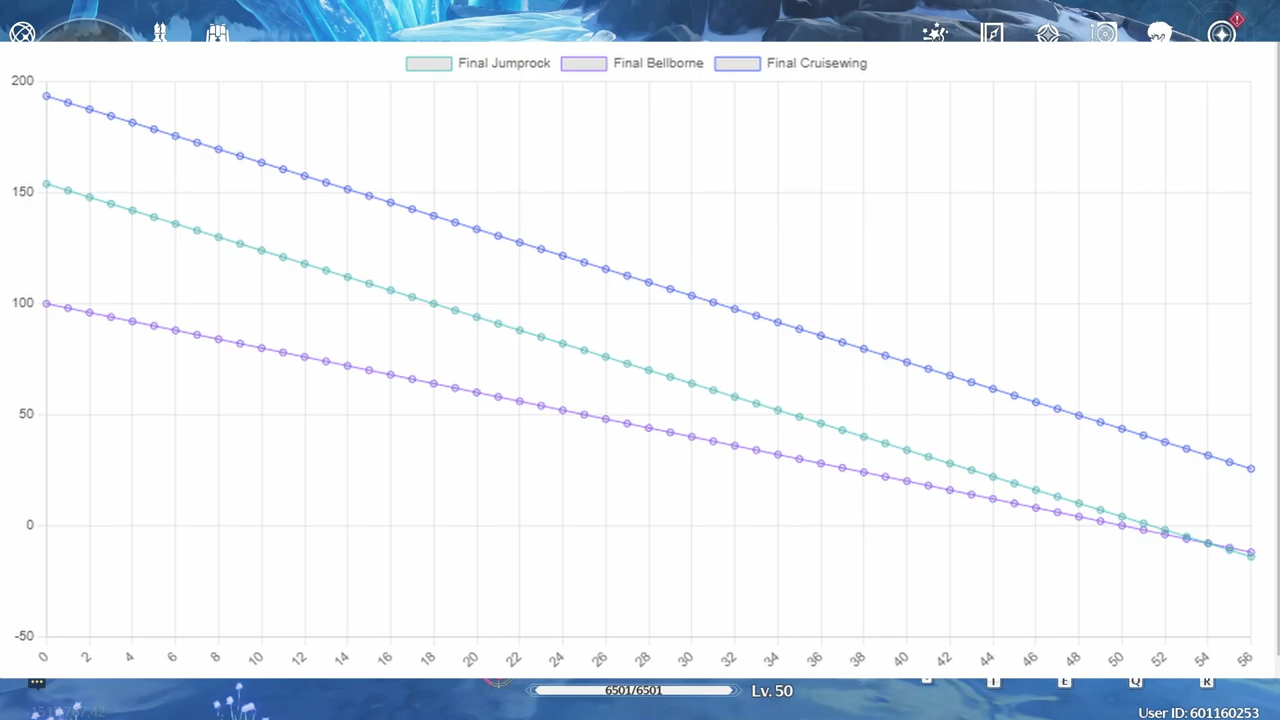 Final Jumprock Final Bellborne Final Cruisewing
200
150
100
50
0
-50
0 2 4 6 8 10 12 14 16 18 20 22 24 26 28 30 32 34 36 38 40 42 44 46 48 50 52 54 56
T E Q R
6501/6501 Lv. 50
User ID: 601160253